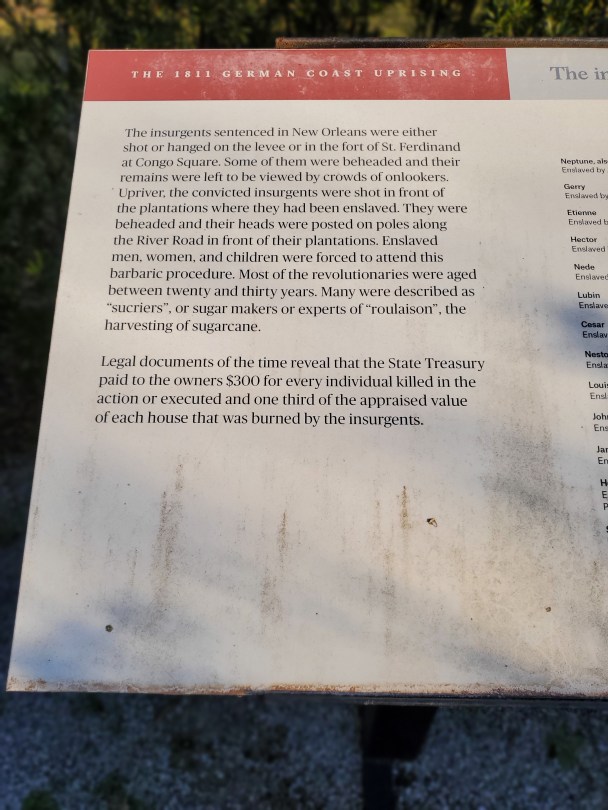 THE 1811 GERMAN COAST UPRISING
The insurgents sentenced in New Orleans were either
shot or hanged on the levee or in the fort of St. Ferdinand
at Congo Square. Some of them were beheaded and their
remains were left to be viewed by crowds of onlookers.
Upriver, the convicted insurgents were shot in front of
the plantations where they had been enslaved. They were
beheaded and their heads were posted on poles along
the River Road in front of their plantations. Enslaved
men, women, and children were forced to attend this
barbaric procedure. Most of the revolutionaries were aged
between twenty and thirty years. Many were described as
“sucriers”, or sugar makers or experts of “roulaison”, the
harvesting of sugarcane.
Legal documents of the time reveal that the State Treasury
paid to the owners $300 for every individual killed in the
action or executed and one third of the appraised value
of each house that was burned by the insurgents.
The
Neptune,
Enslaved by
Gerry
Enslaved by
Etienne
Enslaved
Hector
Enslaved
Nede
Enslaved
Lubin
Cesar